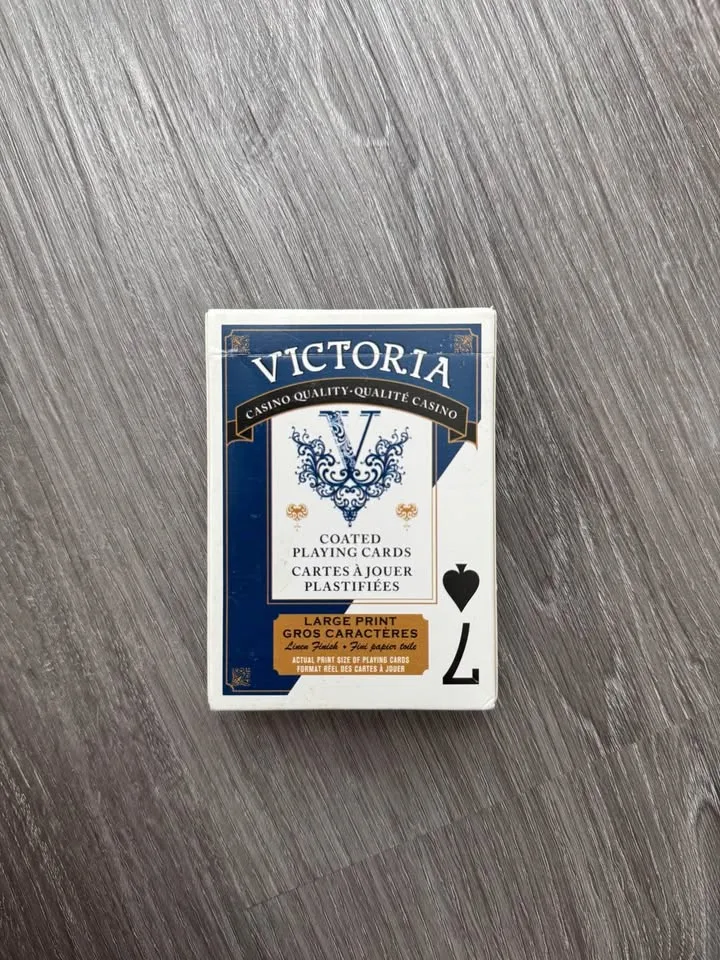 VICTORIA
CASINO QUALITY·QUALITÉ CASINO
V
COATED
PLAYING CARDS
CARTES À JOUER
PLASTIFIÉES
LARGE PRINT
GROS CARACTÈRES
Linen Finish • Fini papier toile
ACTUAL PRINT SIZE OF PLAYING CARDS
FORMAT RÉEL DES CARTES À JOUER
7